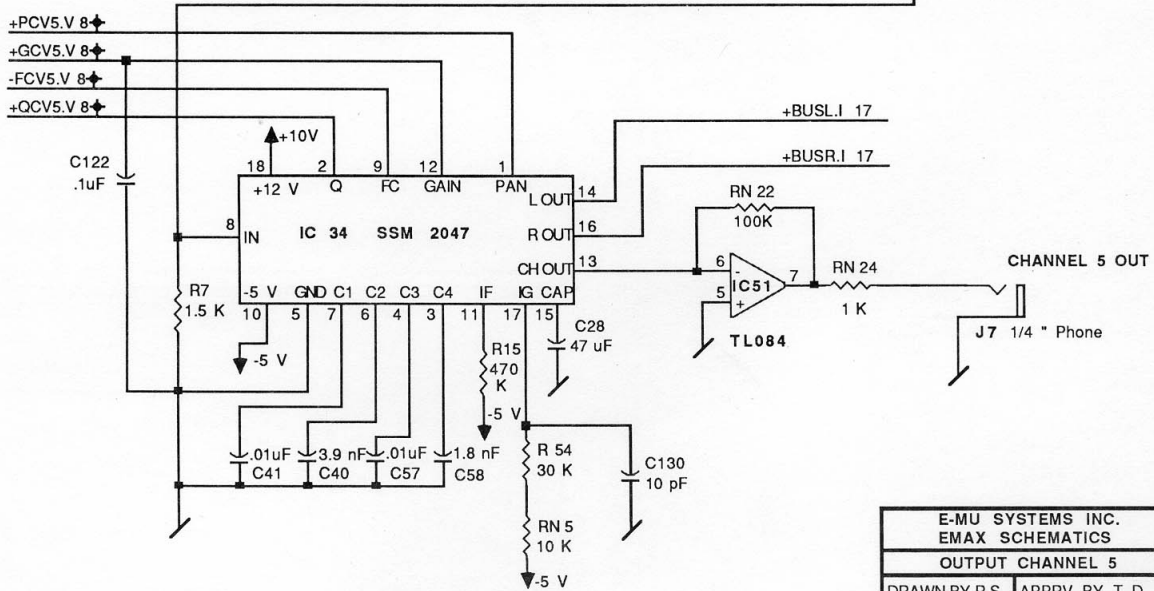 +PCV5.V 8
+GCV5.V 8
-FCV5.V 8
+QCV5.V 8
+BUSL.I 17
+BUSR.I 17
+10V
C122
.1uF
18
2
9
12
1
+12 V
Q
FC
GAIN
PAN
L OUT
14
R OUT
16
CH OUT
13
8
IN
IC 34 SSM 2047
-5 V
GND
C1
C2
C3
C4
IF
IG
CAP
10
5
7
6
4
3
11
17
15
R7
1.5 K
-5 V
RN 22
100K
6
-
5
+
IC51
7
TL084
RN 24
1 K
CHANNEL 5 OUT
J7 1/4 " Phone
C28
47 uF
R15
470
K
-5 V
.01uF
C41
3.9 nF
C40
.01uF
C57
1.8 nF
C58
R 54
30 K
C130
10 pF
RN 5
10 K
-5 V
E-MU SYSTEMS INC.
EMAX SCHEMATICS
OUTPUT CHANNEL 5
DRAWN BY R.S.
APPRV. BY T. D.